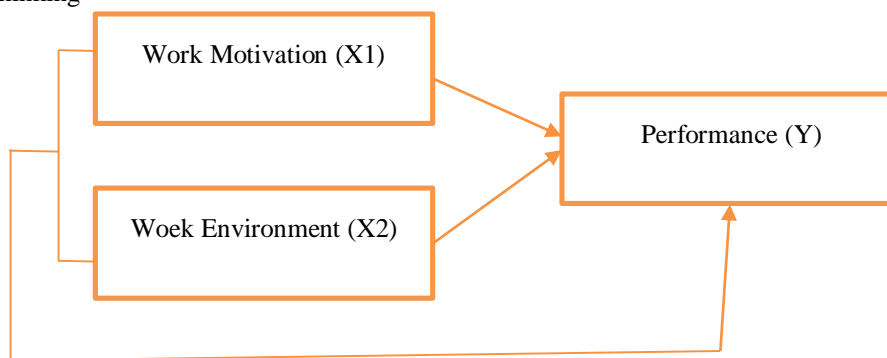 Work Motivation (X1)
Performance (Y)
Woek Environment (X2)